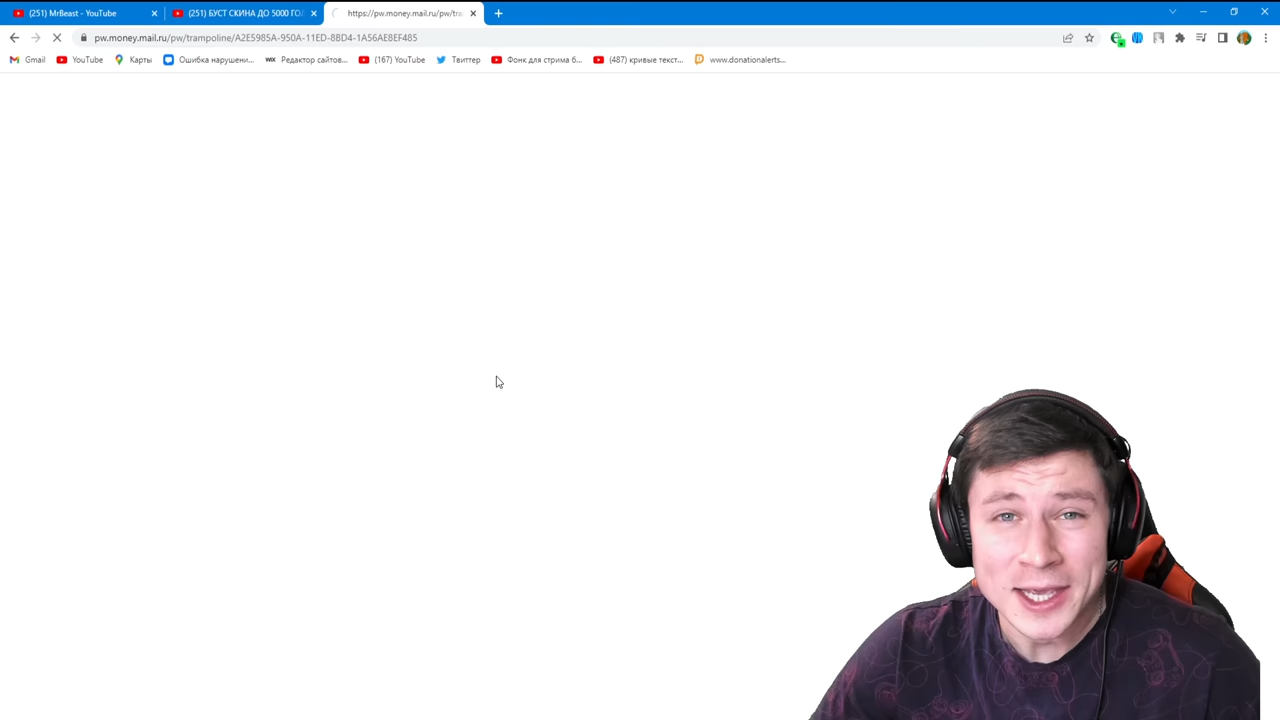 (251) MrBeast - YouTube
(251) БУСТ СКИНА ДО 5000 ГОЛ
https://pw.money.mail.ru/pw/tra
pw.money.mail.ru/pw/trampoline/A2E5985A-950A-11ED-8BD4-1A56AE8EF485
Gmail
YouTube
Карты
Ошибка нарушени...
WIX Редактор сайтов...
(167) YouTube
Твиттер
Фонк для стрима б...
(487) кривые текст...
www.donationalerts...